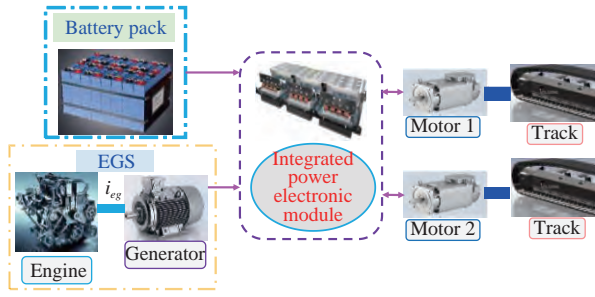 Battery pack
EGS
i_eg
Engine
Generator
Integrated
power
electronic
module
Motor 1
Track
Motor 2
Track